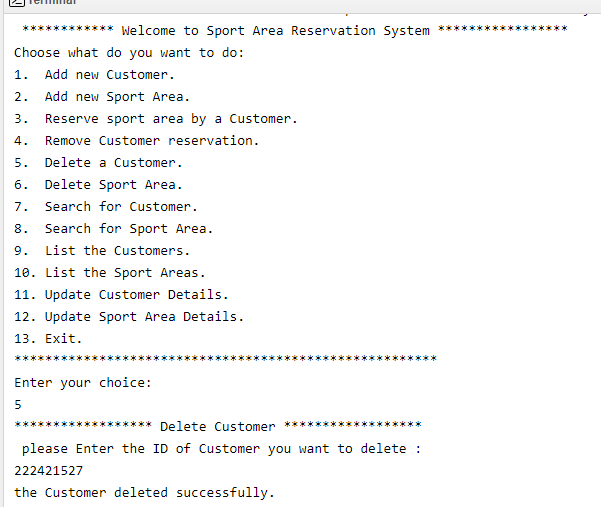 Terminal
************ Welcome to Sport Area Reservation System *****************
Choose what do you want to do:
1.  Add new Customer.
2.  Add new Sport Area.
3.  Reserve sport area by a Customer.
4.  Remove Customer reservation.
5.  Delete a Customer.
6.  Delete Sport Area.
7.  Search for Customer.
8.  Search for Sport Area.
9.  List the Customers.
10. List the Sport Areas.
11. Update Customer Details.
12. Update Sport Area Details.
13. Exit.
*******************************************************
Enter your choice:
5
****************** Delete Customer ******************
please Enter the ID of Customer you want to delete :
222421527
the Customer deleted successfully.